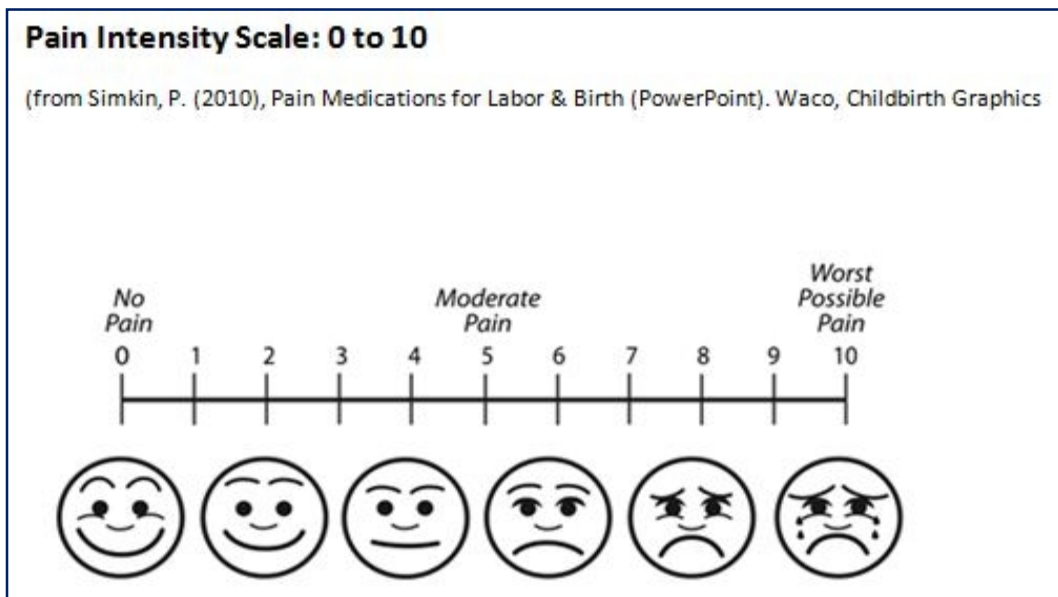 Pain Intensity Scale: 0 to 10
(from Simkin, P. (2010), Pain Medications for Labor & Birth (PowerPoint). Waco, Childbirth Graphics
No
Pain
Moderate
Pain
Worst
Possible
Pain
0 1 2 3 4 5 6 7 8 9 10